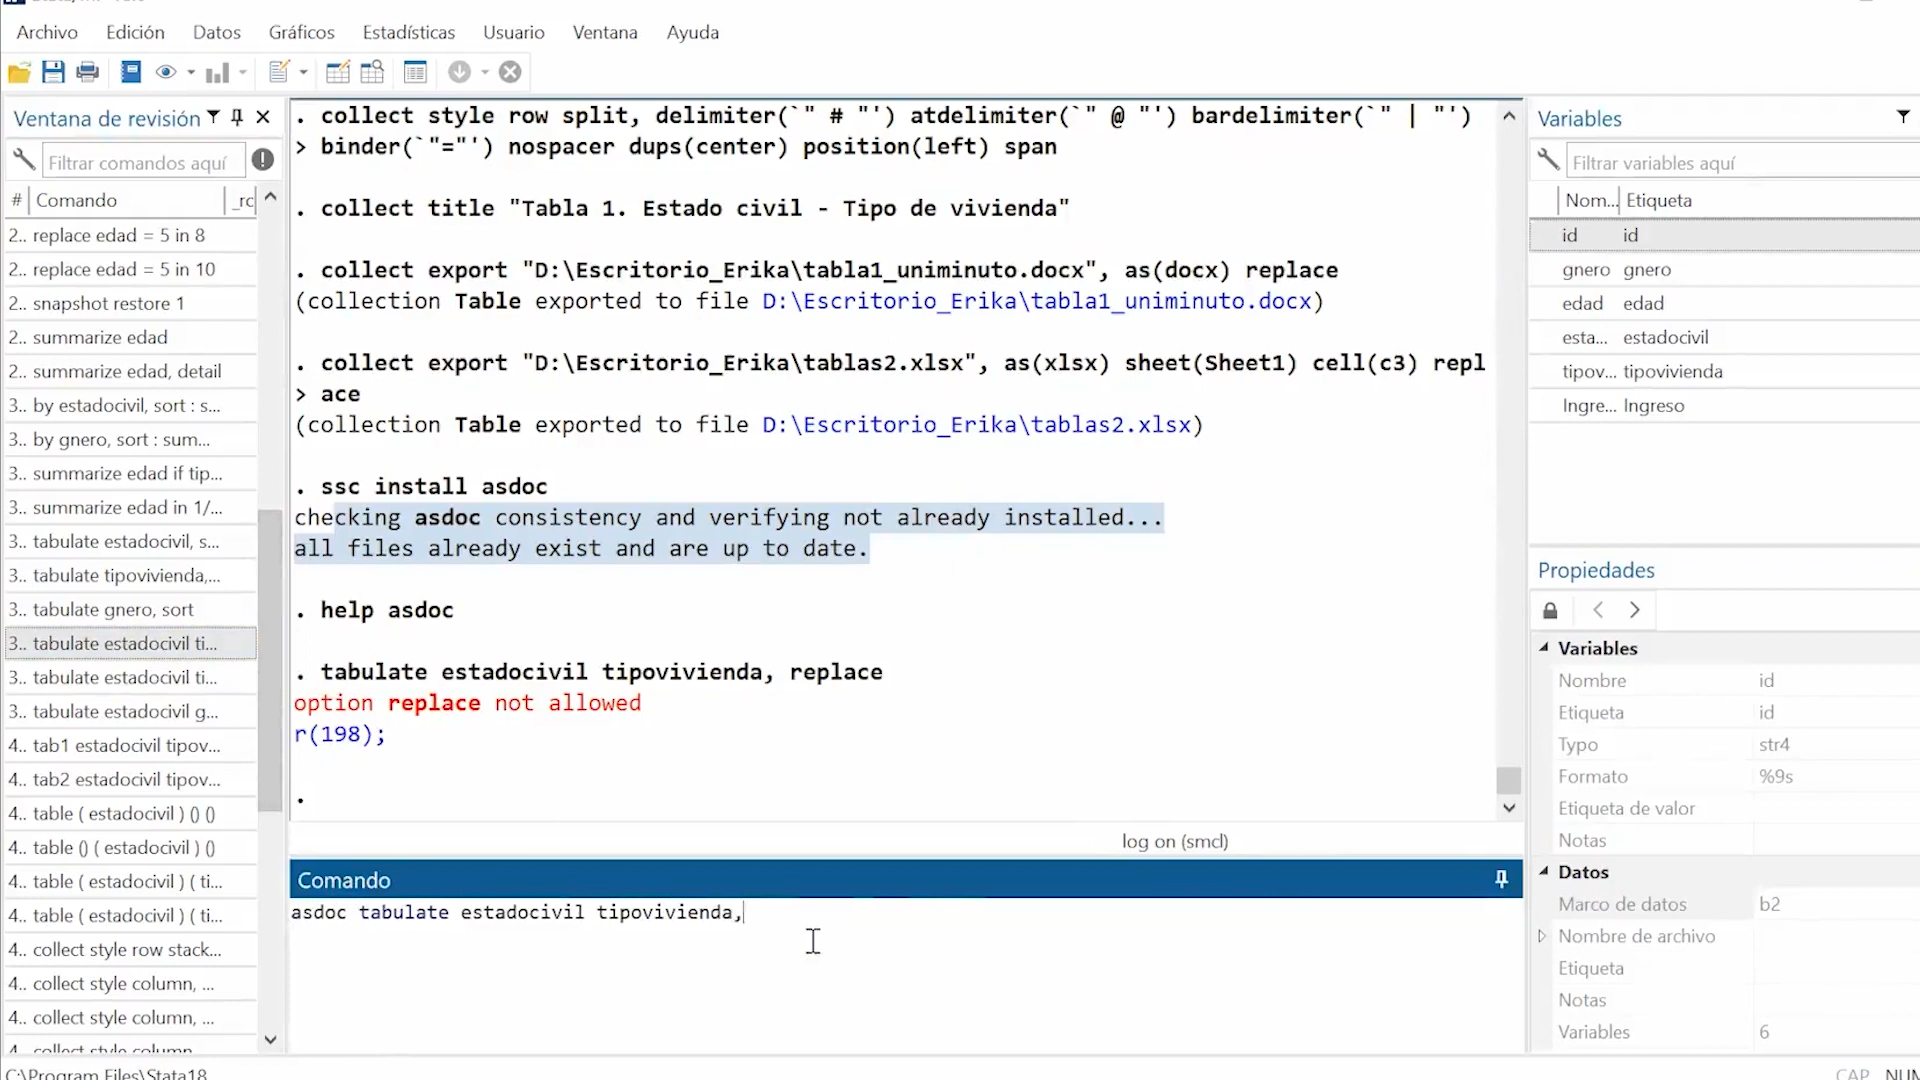 Archivo Edición Datos Gráficos Estadísticas Usuario Ventana Ayuda
Ventana de revisión
Filtrar comandos aquí
# Comando _rc
2.. replace edad = 5 in 8
2.. replace edad = 5 in 10
2.. snapshot restore 1
2.. summarize edad
2.. summarize edad, detail
3.. by estadocivil, sort : s...
3.. by gnero, sort : sum...
3.. summarize edad if tip...
3.. summarize edad in 1/...
3.. tabulate estadocivil, s...
3.. tabulate tipovivienda,...
3.. tabulate gnero, sort
3.. tabulate estadocivil ti...
3.. tabulate estadocivil ti...
3.. tabulate estadocivil g...
4.. tab1 estadocivil tipov...
4.. tab2 estadocivil tipov...
4.. table ( estadocivil ) () ()
4.. table () ( estadocivil ) ()
4.. table ( estadocivil ) ( ti...
4.. table ( estadocivil ) ( ti...
4.. collect style row stack...
4.. collect style column, ...
4.. collect style column, ...
4.. collect style column
. collect style row split, delimiter(`" # "') atdelimiter(`" @ "') bardelimiter(`" | "')
> binder(`"="') nospacer dups(center) position(left) span
. collect title "Tabla 1. Estado civil - Tipo de vivienda"
. collect export "D:\Escritorio_Erika\tabla1_uniminuto.docx", as(docx) replace
(collection Table exported to file D:\Escritorio_Erika\tabla1_uniminuto.docx)
. collect export "D:\Escritorio_Erika\tablas2.xlsx", as(xlsx) sheet(Sheet1) cell(c3) repl
> ace
(collection Table exported to file D:\Escritorio_Erika\tablas2.xlsx)
. ssc install asdoc
checking asdoc consistency and verifying not already installed...
all files already exist and are up to date.
. help asdoc
. tabulate estadocivil tipovivienda, replace
option replace not allowed
r(198);
.
log on (smcl)
Comando
asdoc tabulate estadocivil tipovivienda,
Variables
Filtrar variables aquí
Nom... Etiqueta
id id
gnero gnero
edad edad
esta... estadocivil
tipov... tipovivienda
Ingre... Ingreso
Propiedades
Variables
Nombre id
Etiqueta id
Typo str4
Formato %9s
Etiqueta de valor
Notas
Datos
Marco de datos b2
Nombre de archivo
Etiqueta
Notas
Variables 6
C:\Program Files\Stata18
CAP NUM